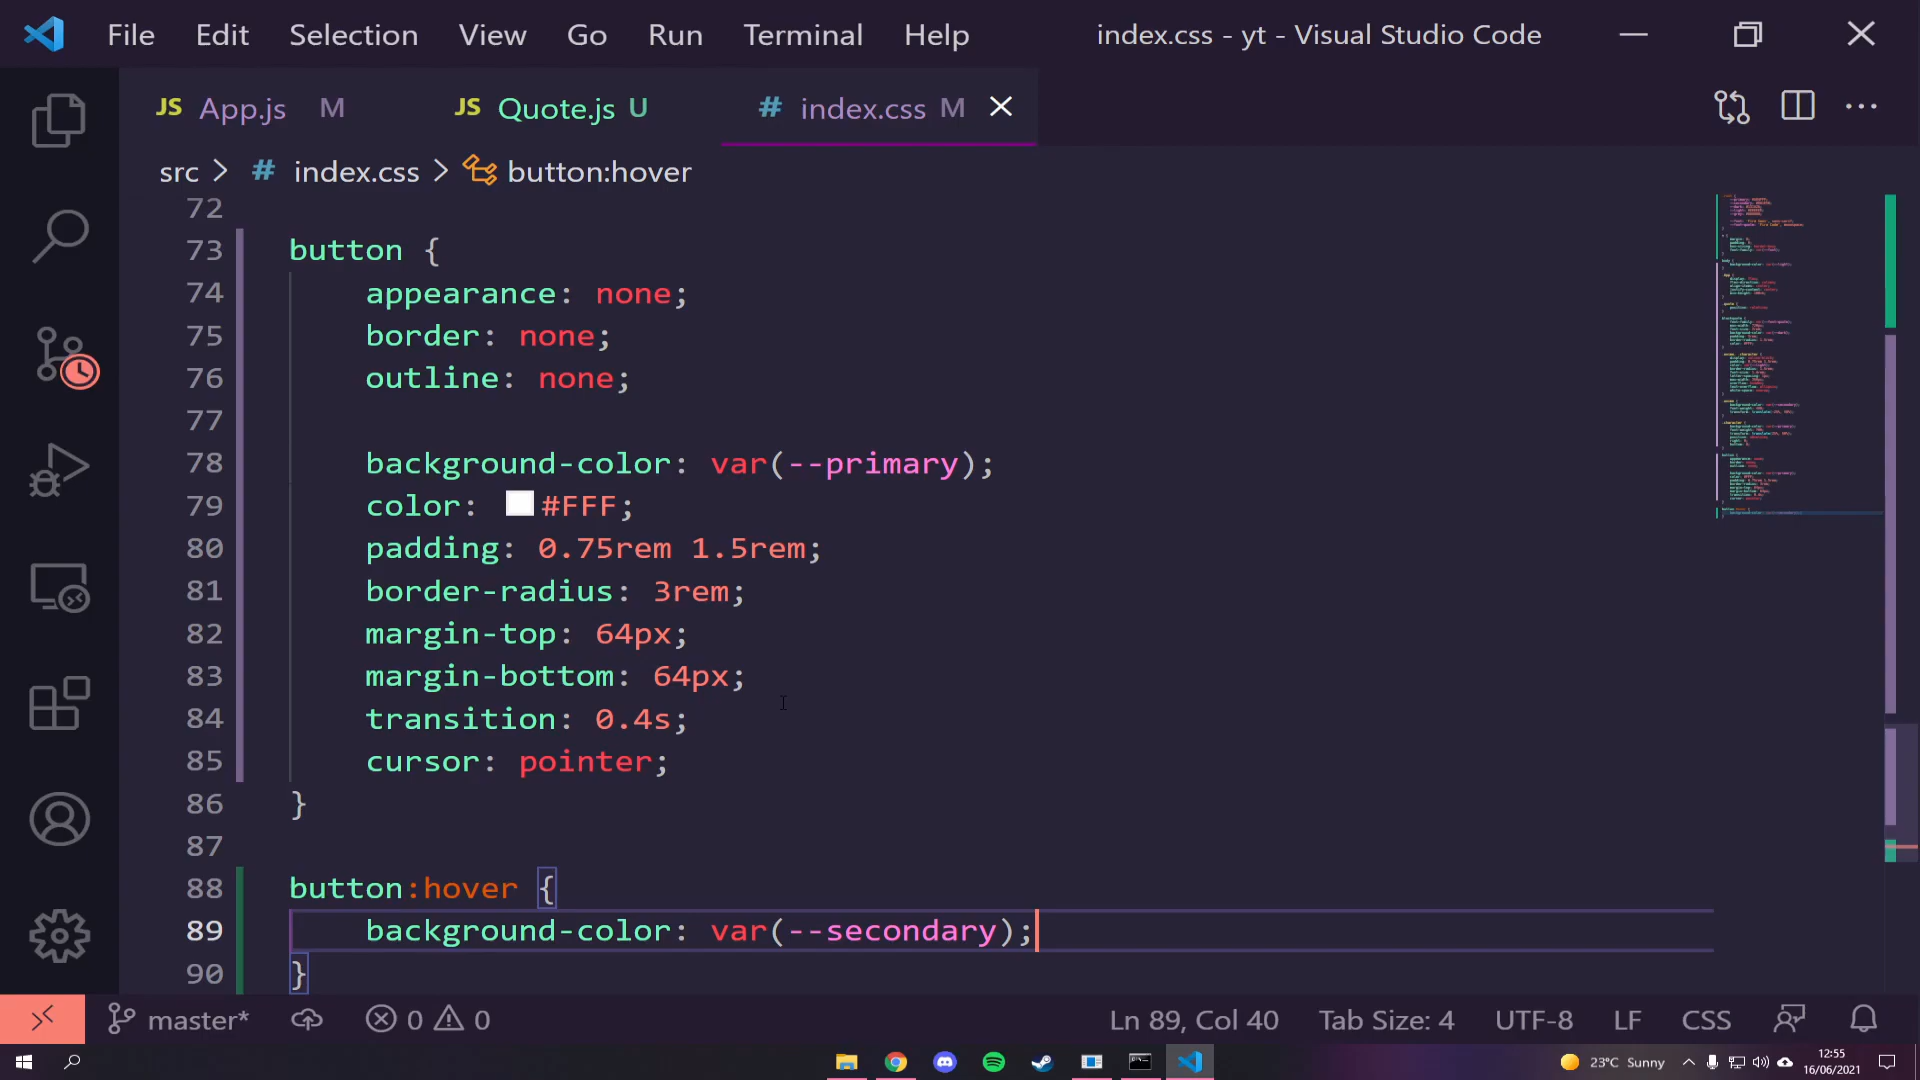 File Edit Selection View Go Run Terminal Help index.css - yt - Visual Studio Code
JS App.js M JS Quote.js U # index.css M
src > # index.css > button:hover
72
73 button {
74 appearance: none;
75 border: none;
76 outline: none;
77
78 background-color: var(--primary);
79 color: #FFF;
80 padding: 0.75rem 1.5rem;
81 border-radius: 3rem;
82 margin-top: 64px;
83 margin-bottom: 64px;
84 transition: 0.4s;
85 cursor: pointer;
86 }
87
88 button:hover {
89 background-color: var(--secondary);
90 }
master* 0 0 Ln 89, Col 40 Tab Size: 4 UTF-8 LF CSS
23°C Sunny 12:55
16/06/2021